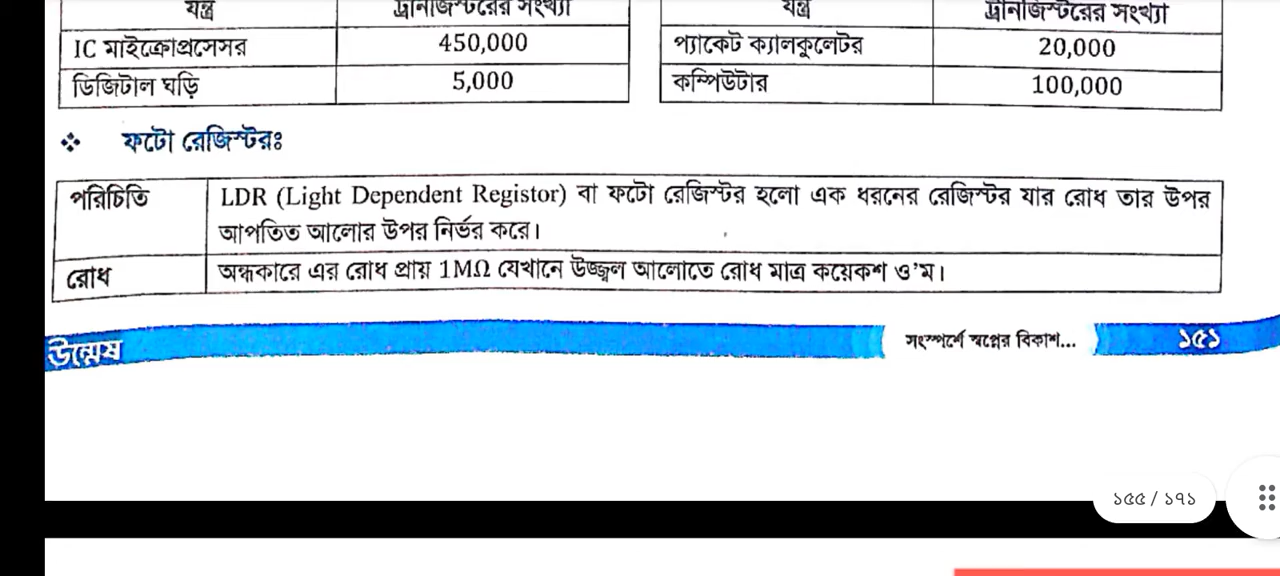 যন্ত্র ট্রানজিস্টরের সংখ্যা যন্ত্র ট্রানজিস্টরের সংখ্যা
IC মাইক্রোপ্রসেসর 450,000 প্যাকেট ক্যালকুলেটর 20,000
ডিজিটাল ঘড়ি 5,000 কম্পিউটার 100,000
❖ ফটো রেজিস্টরঃ
পরিচিতি LDR (Light Dependent Registor) বা ফটো রেজিস্টর হলো এক ধরনের রেজিস্টর যার রোধ তার উপর
আপতিত আলোর উপর নির্ভর করে।
রোধ অন্ধকারে এর রোধ প্রায় 1MΩ যেখানে উজ্জ্বল আলোতে রোধ মাত্র কয়েকশ ও'ম।
উন্মেষ সংস্পর্শে স্বপ্নের বিকাশ... ১৫১
১৫৫ / ১৭১